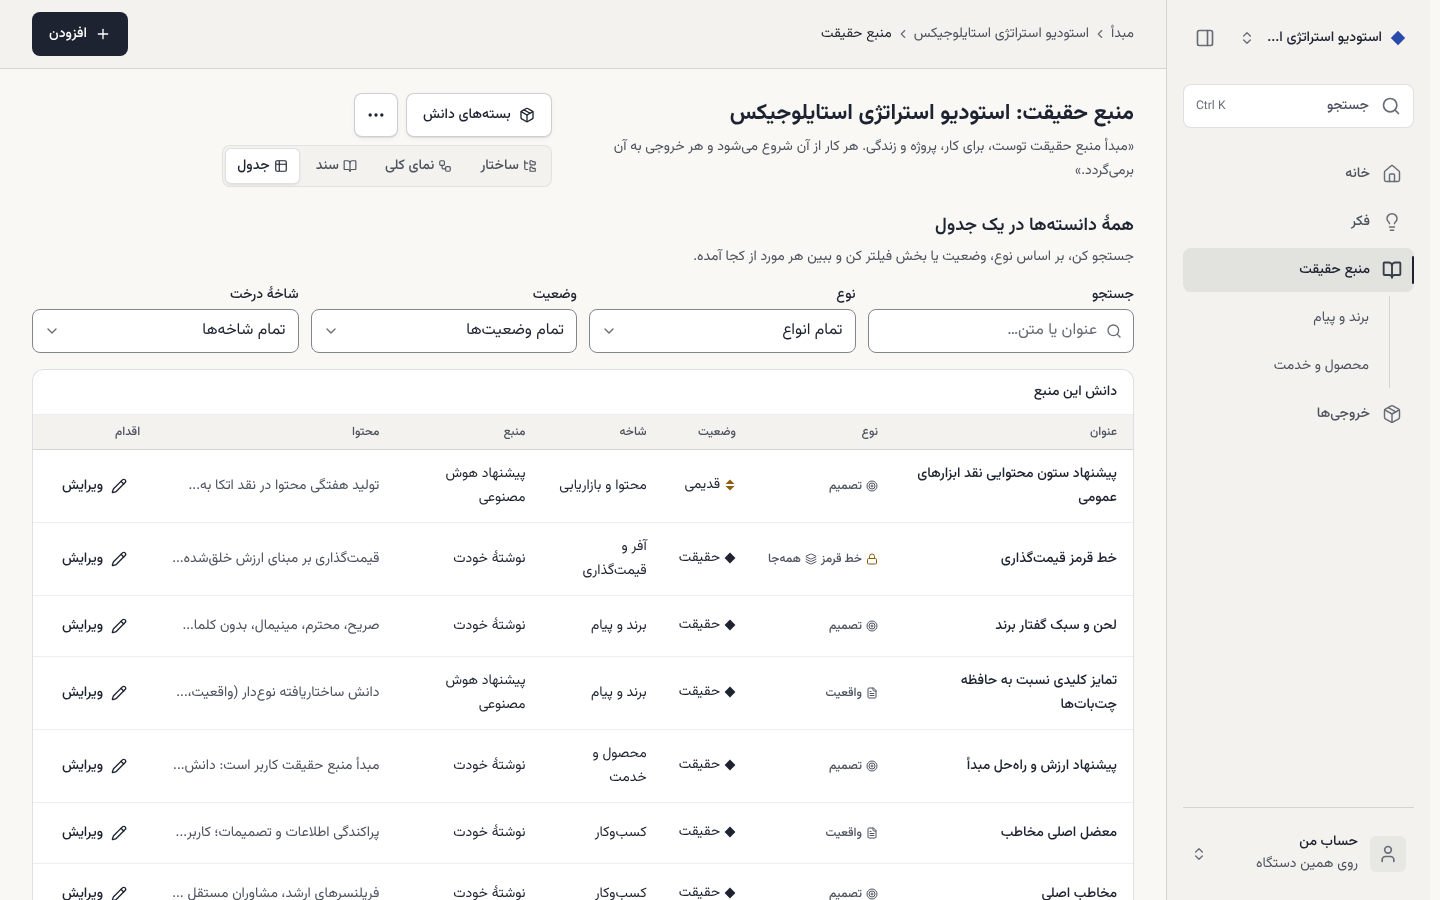 استودیو استراتژی ا...
جستجو
Ctrl K
خانه
فکر
منبع حقیقت
برند و پیام
محصول و خدمت
خروجی‌ها
حساب من
روی همین دستگاه
مبدأ › استودیو استراتژی استایلوجیکس › منبع حقیقت
افزودن
منبع حقیقت: استودیو استراتژی استایلوجیکس
«مبدأ منبع حقیقت توست، برای کار، پروژه و زندگی. هر کار از آن شروع می‌شود و هر خروجی به آن
برمی‌گردد.»
بسته‌های دانش
ساختار
نمای کلی
سند
جدول
همهٔ دانسته‌ها در یک جدول
جستجو کن، بر اساس نوع، وضعیت یا بخش فیلتر کن و ببین هر مورد از کجا آمده.
جستجو
نوع
وضعیت
شاخهٔ درخت
عنوان یا متن...
تمام انواع
تمام وضعیت‌ها
تمام شاخه‌ها
دانش این منبع
عنوان نوع وضعیت شاخه منبع محتوا اقدام
پیشنهاد ستون محتوایی نقد ابزارهای
عمومی
تصمیم
قدیمی
محتوا و بازاریابی
پیشنهاد هوش
مصنوعی
تولید هفتگی محتوا در نقد اتکا به...
ویرایش
خط قرمز قیمت‌گذاری
خط قرمز همه‌جا
حقیقت
آفر و
قیمت‌گذاری
نوشتهٔ خودت
قیمت‌گذاری بر مبنای ارزش خلق‌شده...
ویرایش
لحن و سبک گفتار برند
تصمیم
حقیقت
برند و پیام
نوشتهٔ خودت
صریح، محترم، مینیمال، بدون کلما...
ویرایش
تمایز کلیدی نسبت به حافظه
چت‌بات‌ها
واقعیت
حقیقت
برند و پیام
پیشنهاد هوش
مصنوعی
دانش ساختاریافته نوع‌دار (واقعیت،...
ویرایش
پیشنهاد ارزش و راه‌حل مبدأ
تصمیم
حقیقت
محصول و
خدمت
نوشتهٔ خودت
مبدأ منبع حقیقت کاربر است: دانش...
ویرایش
معضل اصلی مخاطب
واقعیت
حقیقت
کسب‌وکار
نوشتهٔ خودت
پراکندگی اطلاعات و تصمیمات؛ کاربر...
ویرایش
مخاطب اصلی
تصمیم
حقیقت
کسب‌وکار
نوشتهٔ خودت
فریلنسرهای ارشد، مشاوران مستقل ...
ویرایش